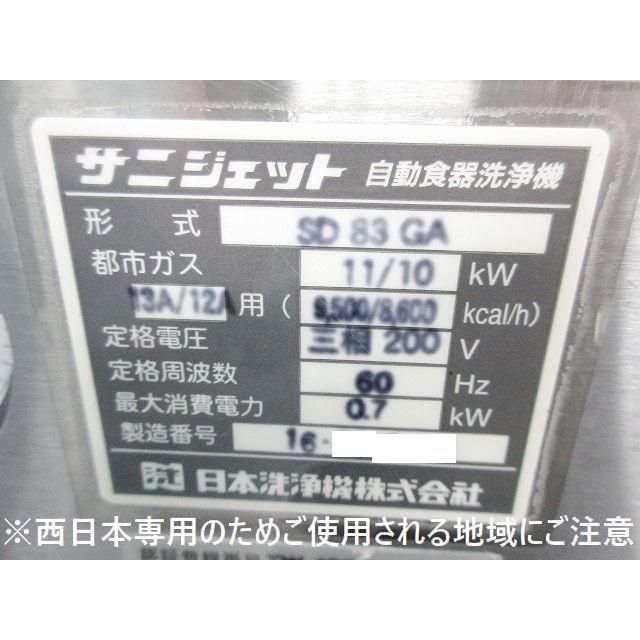 サニジェット 自動食器洗浄機
形 式 SD 83 GA
都市ガス 11/10 kW
13A/12A用 ( 9,500/8,600 kcal/h)
定格電圧 三相 200 V
定格周波数 60 Hz
最大消費電力 0.7 kW
製造番号 16-
日本洗浄機株式会社
※西日本専用のためご使用される地域にご注意